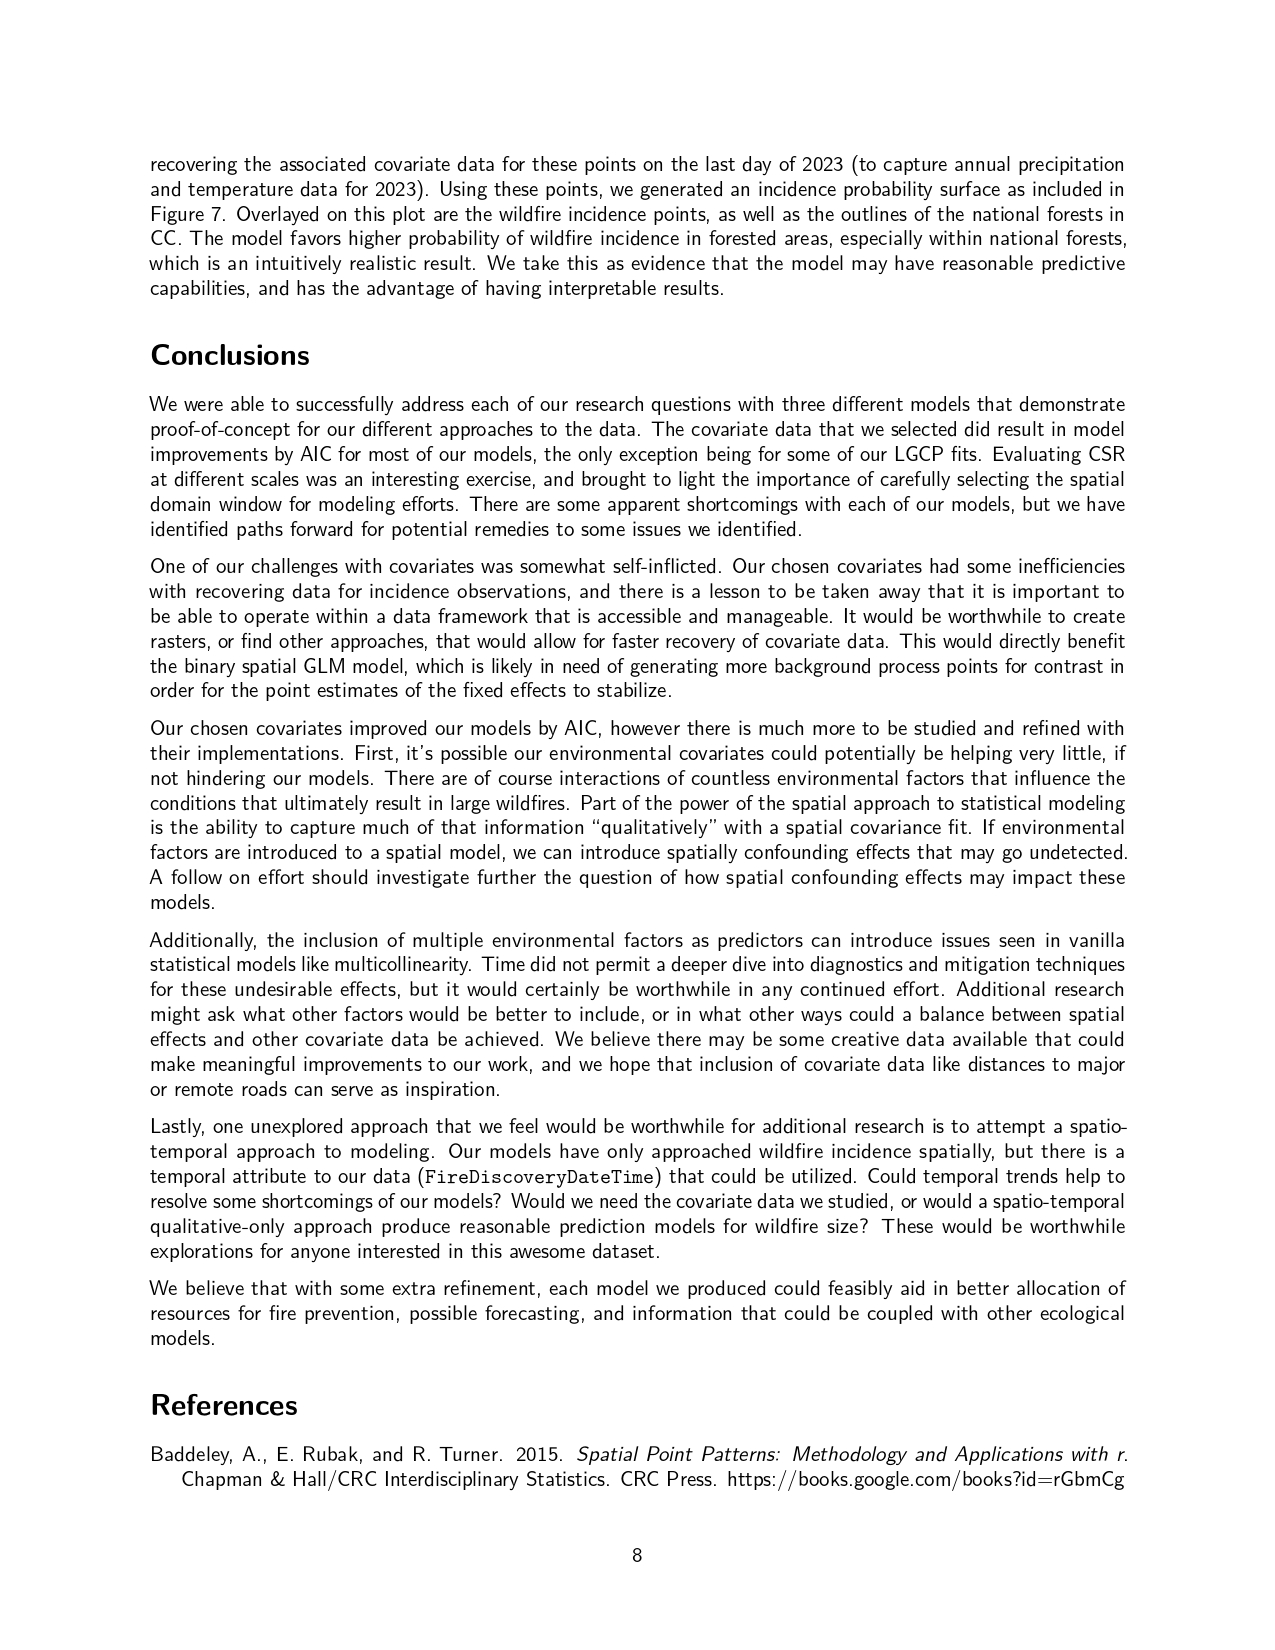 recovering the associated covariate data for these points on the last day of 2023 (to capture annual precipitation
and temperature data for 2023). Using these points, we generated an incidence probability surface as included in
Figure 7. Overlayed on this plot are the wildfire incidence points, as well as the outlines of the national forests in
CC. The model favors higher probability of wildfire incidence in forested areas, especially within national forests,
which is an intuitively realistic result. We take this as evidence that the model may have reasonable predictive
capabilities, and has the advantage of having interpretable results.
Conclusions
We were able to successfully address each of our research questions with three different models that demonstrate
proof-of-concept for our different approaches to the data. The covariate data that we selected did result in model
improvements by AIC for most of our models, the only exception being for some of our LGCP fits. Evaluating CSR
at different scales was an interesting exercise, and brought to light the importance of carefully selecting the spatial
domain window for modeling efforts. There are some apparent shortcomings with each of our models, but we have
identified paths forward for potential remedies to some issues we identified.
One of our challenges with covariates was somewhat self-inflicted. Our chosen covariates had some inefficiencies
with recovering data for incidence observations, and there is a lesson to be taken away that it is important to
be able to operate within a data framework that is accessible and manageable. It would be worthwhile to create
rasters, or find other approaches, that would allow for faster recovery of covariate data. This would directly benefit
the binary spatial GLM model, which is likely in need of generating more background process points for contrast in
order for the point estimates of the fixed effects to stabilize.
Our chosen covariates improved our models by AIC, however there is much more to be studied and refined with
their implementations. First, it's possible our environmental covariates could potentially be helping very little, if
not hindering our models. There are of course interactions of countless environmental factors that influence the
conditions that ultimately result in large wildfires. Part of the power of the spatial approach to statistical modeling
is the ability to capture much of that information “qualitatively” with a spatial covariance fit. If environmental
factors are introduced to a spatial model, we can introduce spatially confounding effects that may go undetected.
A follow on effort should investigate further the question of how spatial confounding effects may impact these
models.
Additionally, the inclusion of multiple environmental factors as predictors can introduce issues seen in vanilla
statistical models like multicollinearity. Time did not permit a deeper dive into diagnostics and mitigation techniques
for these undesirable effects, but it would certainly be worthwhile in any continued effort. Additional research
might ask what other factors would be better to include, or in what other ways could a balance between spatial
effects and other covariate data be achieved. We believe there may be some creative data available that could
make meaningful improvements to our work, and we hope that inclusion of covariate data like distances to major
or remote roads can serve as inspiration.
Lastly, one unexplored approach that we feel would be worthwhile for additional research is to attempt a spatio-
temporal approach to modeling. Our models have only approached wildfire incidence spatially, but there is a
temporal attribute to our data (FireDiscoveryDateTime) that could be utilized. Could temporal trends help to
resolve some shortcomings of our models? Would we need the covariate data we studied, or would a spatio-temporal
qualitative-only approach produce reasonable prediction models for wildfire size? These would be worthwhile
explorations for anyone interested in this awesome dataset.
We believe that with some extra refinement, each model we produced could feasibly aid in better allocation of
resources for fire prevention, possible forecasting, and information that could be coupled with other ecological
models.
References
Baddeley, A., E. Rubak, and R. Turner. 2015. Spatial Point Patterns: Methodology and Applications with r.
Chapman & Hall/CRC Interdisciplinary Statistics. CRC Press. https://books.google.com/books?id=rGbmCg
8